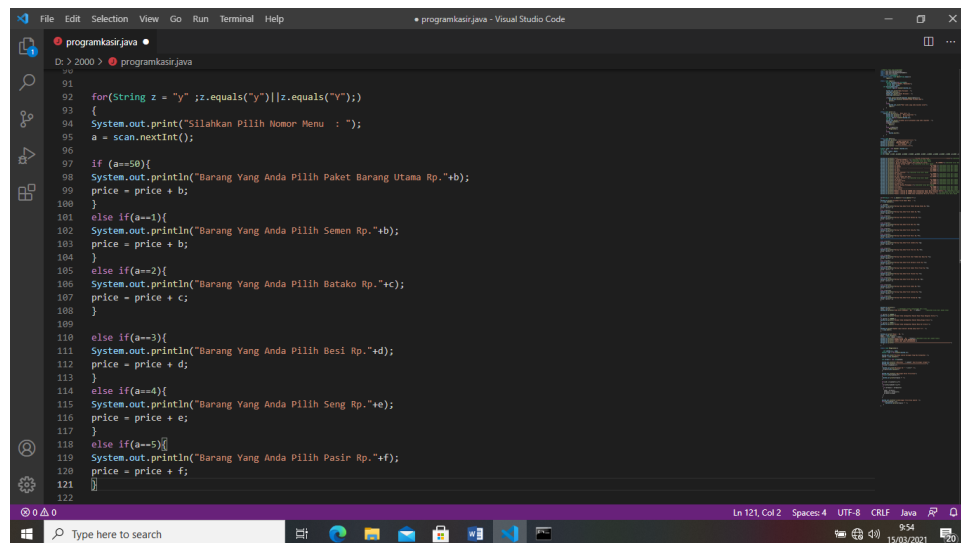 File Edit Selection View Go Run Terminal Help ● programkasir.java - Visual Studio Code
programkasir.java ●
D: > 2000 > programkasir.java
90
91
92 for(String z = "y" ;z.equals("y")||z.equals("Y");)
93 {
94 System.out.print("Silahkan Pilih Nomor Menu : ");
95 a = scan.nextInt();
96
97 if (a==50){
98 System.out.println("Barang Yang Anda Pilih Paket Barang Utama Rp."+b);
99 price = price + b;
100 }
101 else if(a==1){
102 System.out.println("Barang Yang Anda Pilih Semen Rp."+b);
103 price = price + b;
104 }
105 else if(a==2){
106 System.out.println("Barang Yang Anda Pilih Batako Rp."+c);
107 price = price + c;
108 }
109
110 else if(a==3){
111 System.out.println("Barang Yang Anda Pilih Besi Rp."+d);
112 price = price + d;
113 }
114 else if(a==4){
115 System.out.println("Barang Yang Anda Pilih Seng Rp."+e);
116 price = price + e;
117 }
118 else if(a==5){
119 System.out.println("Barang Yang Anda Pilih Pasir Rp."+f);
120 price = price + f;
121 }
122
0 0 Ln 121, Col 2 Spaces: 4 UTF-8 CRLF Java
Type here to search 9:54
15/03/2021 20